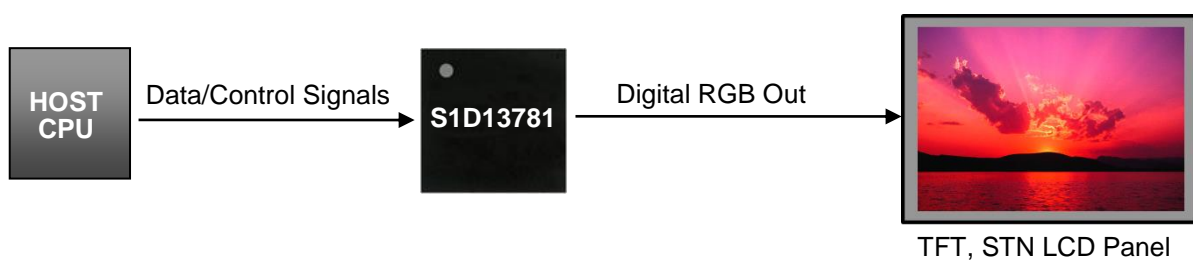 HOST
CPU
Data/Control Signals
S1D13781
Digital RGB Out
TFT, STN LCD Panel